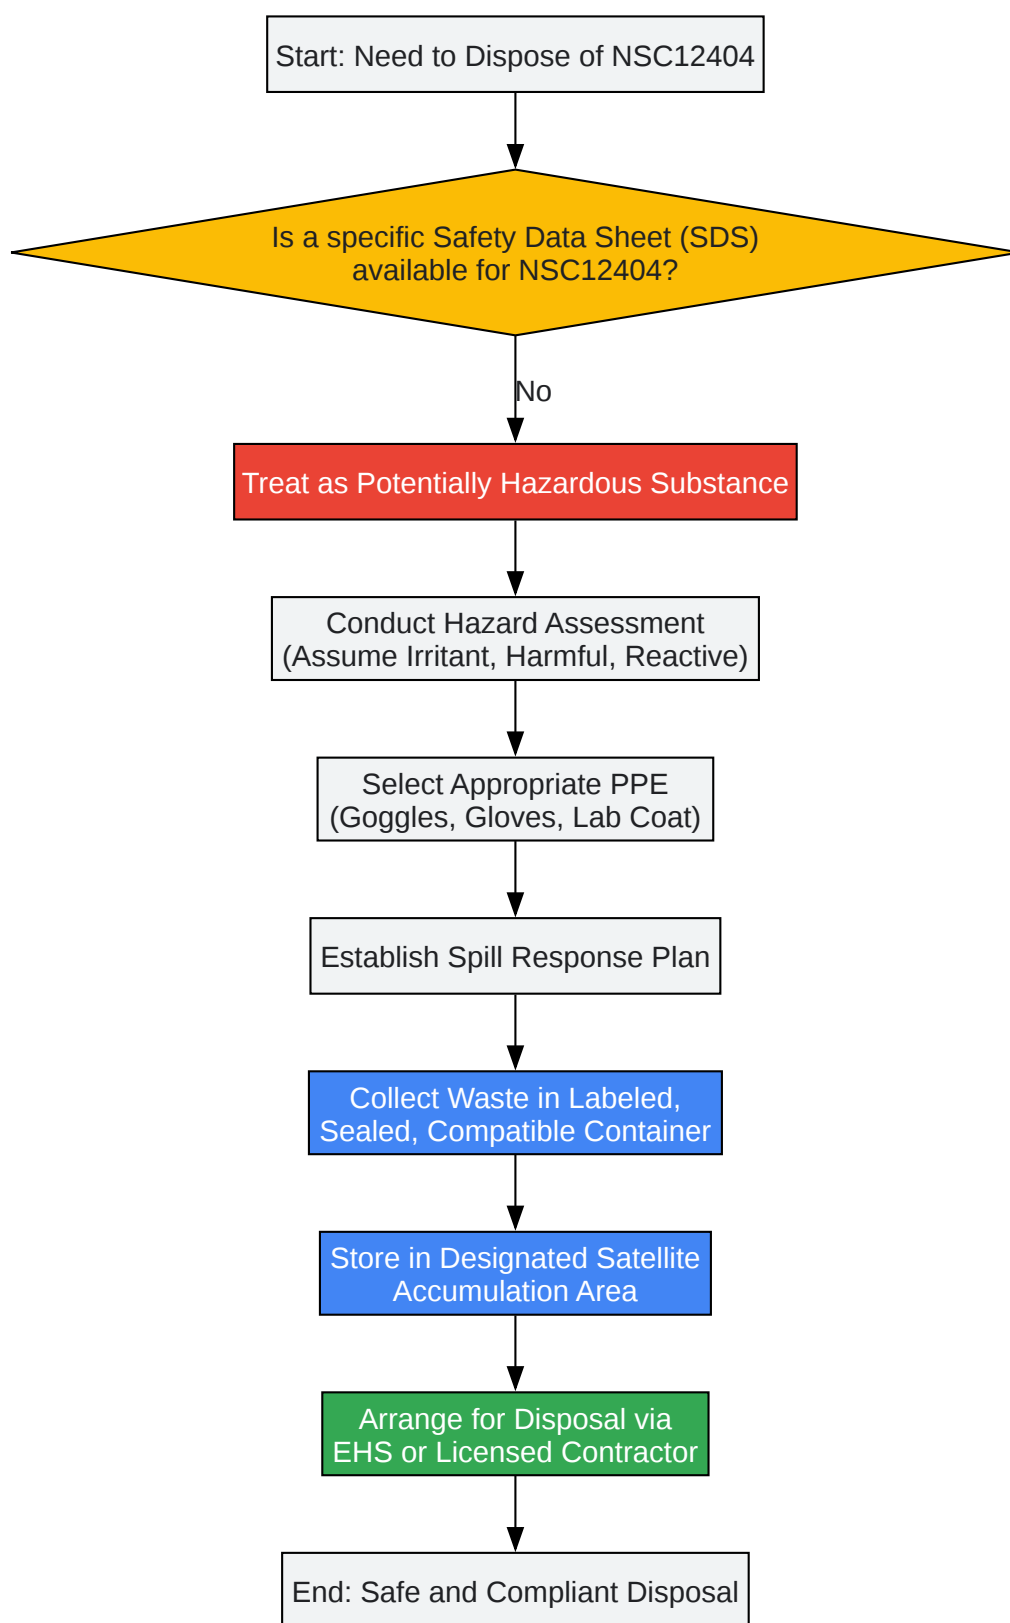 Start: Need to Dispose of NSC12404
Is a specific Safety Data Sheet (SDS)
available for NSC12404?
No
Treat as Potentially Hazardous Substance
Conduct Hazard Assessment
(Assume Irritant, Harmful, Reactive)
Select Appropriate PPE
(Goggles, Gloves, Lab Coat)
Establish Spill Response Plan
Collect Waste in Labeled,
Sealed, Compatible Container
Store in Designated Satellite
Accumulation Area
Arrange for Disposal via
EHS or Licensed Contractor
End: Safe and Compliant Disposal